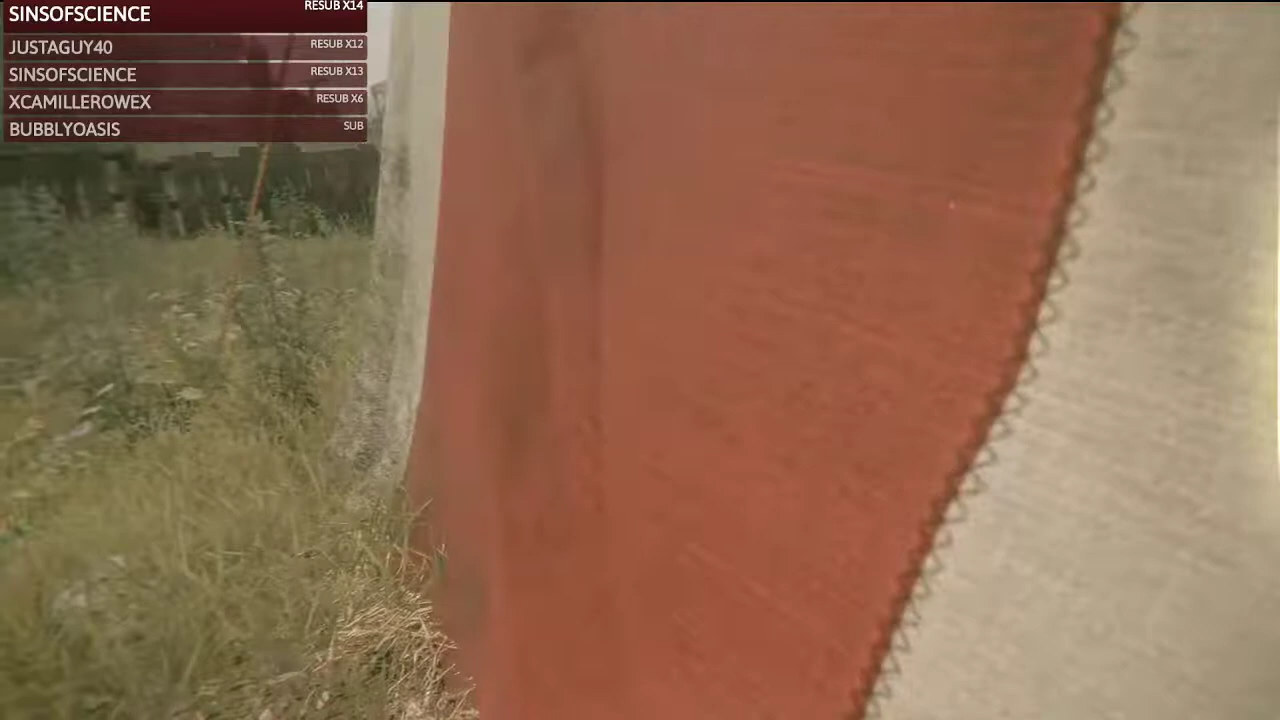 SINSOFSCIENCE RESUB X14
JUSTAGUY40 RESUB X12
SINSOFSCIENCE RESUB X13
XCAMILLEROWEX RESUB X6
BUBBLYOASIS SUB